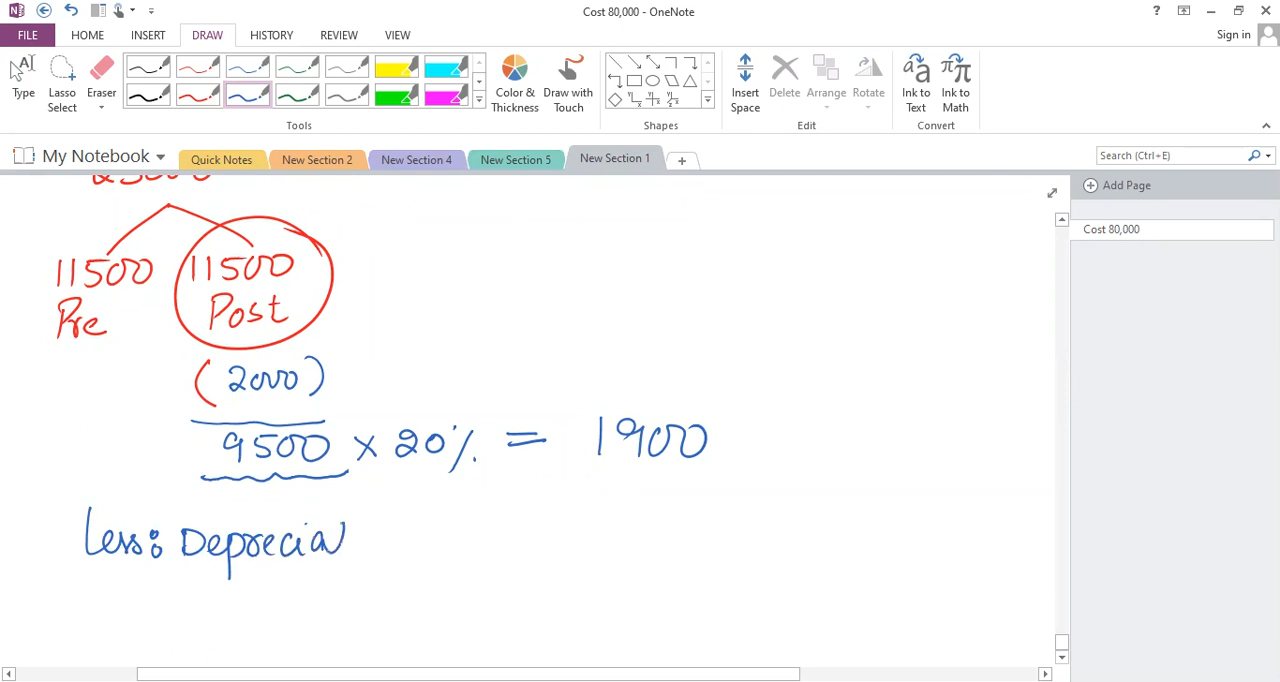 Cost 80,000 - OneNote
?
FILE HOME INSERT DRAW HISTORY REVIEW VIEW
Sign in
Type
Lasso Select
Eraser
Color & Thickness
Draw with Touch
Insert Space
Delete
Arrange
Rotate
Ink to Text
Ink to Math
Tools
Shapes
Edit
Convert
My Notebook
Quick Notes
New Section 2
New Section 4
New Section 5
New Section 1
Search (Ctrl+E)
Add Page
Cost 80,000
11500 11500
Pre Post
(2000)
9500 × 20% = 1900
Less: Depreciat